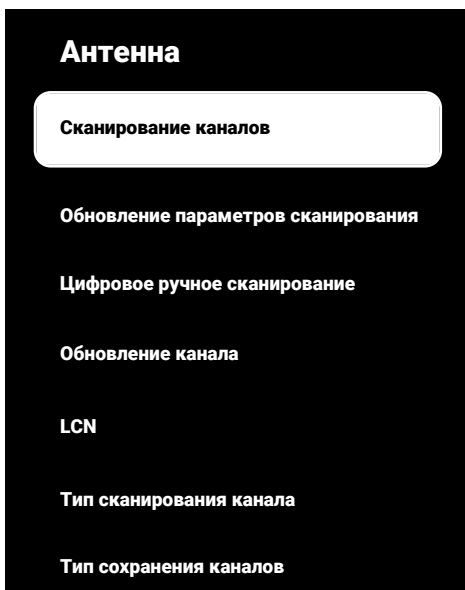 Антенна
Сканирование каналов
Обновление параметров сканирования
Цифровое ручное сканирование
Обновление канала
LCN
Тип сканирования канала
Тип сохранения каналов